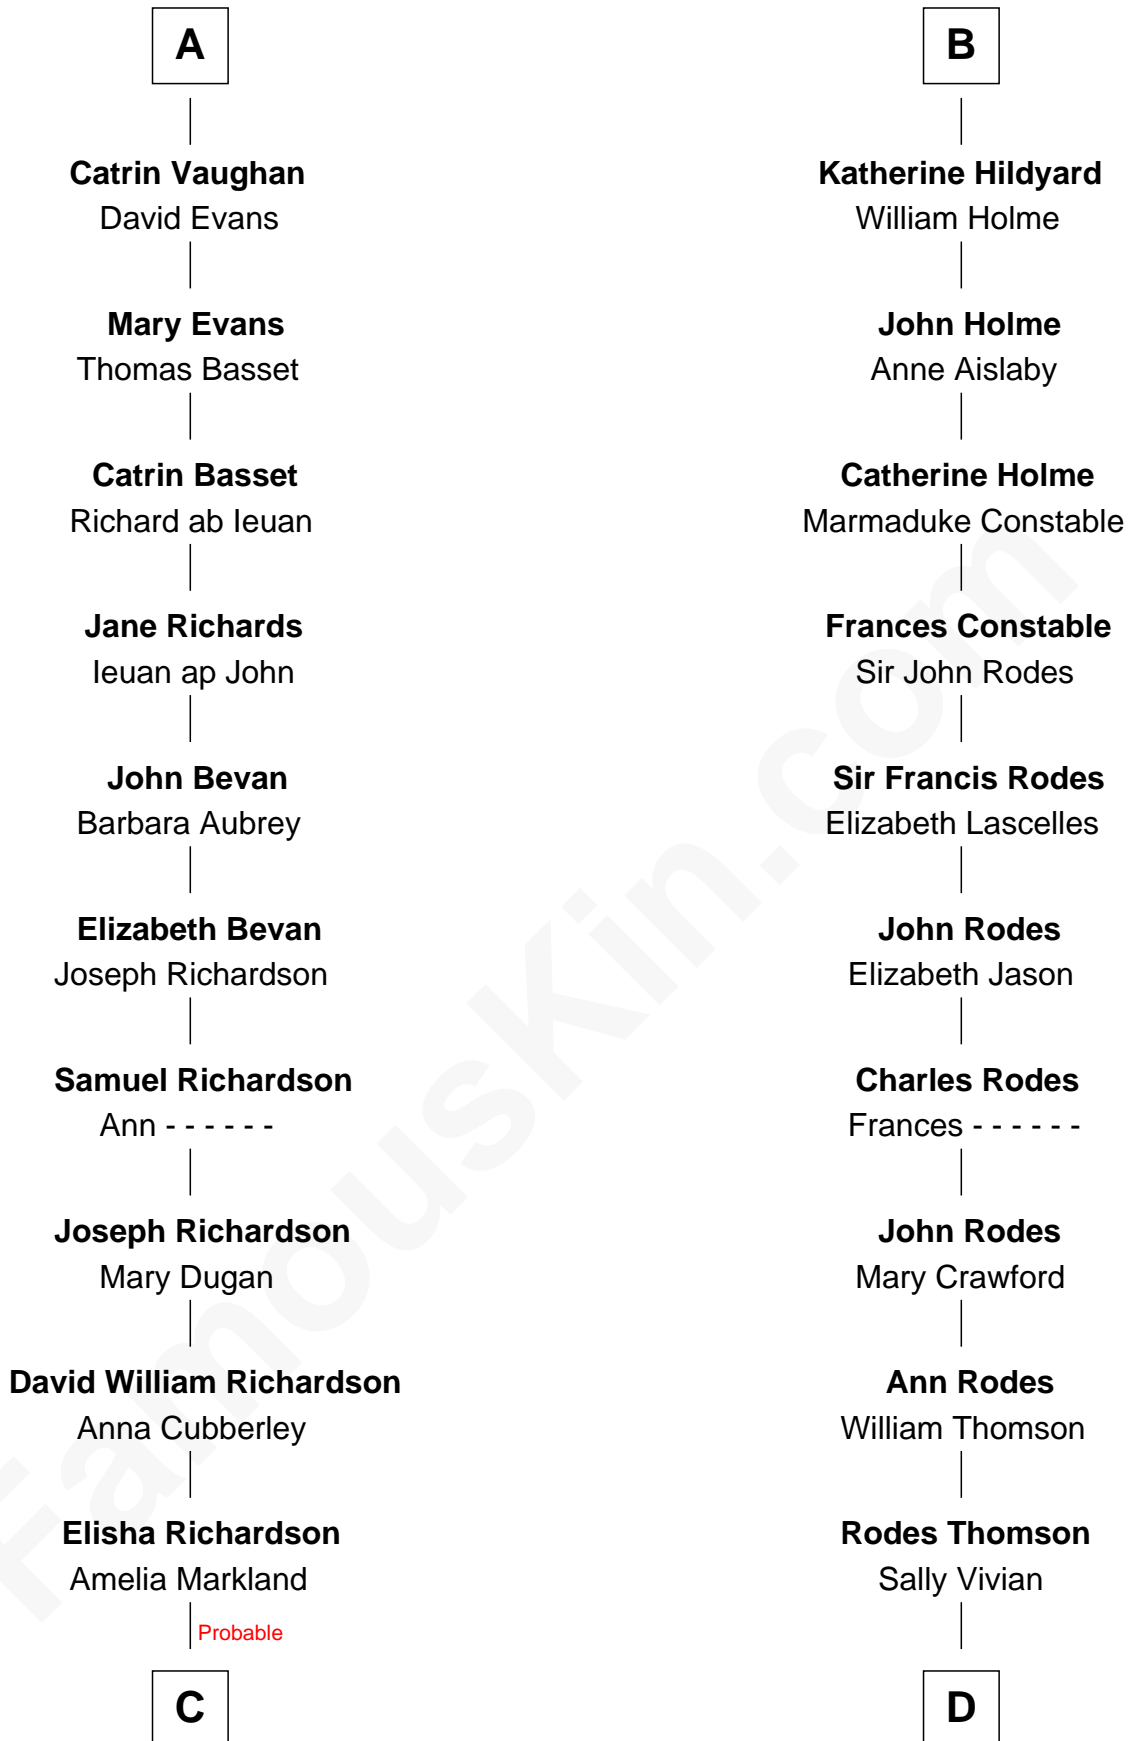 A
Catrin Vaughan
David Evans
Mary Evans
Thomas Basset
Catrin Basset
Richard ab Ieuan
Jane Richards
Ieuan ap John
John Bevan
Barbara Aubrey
Elizabeth Bevan
Joseph Richardson
Samuel Richardson
Ann - - - - - -
Joseph Richardson
Mary Dugan
David William Richardson
Anna Cubberley
Elisha Richardson
Amelia Markland
Probable
C
B
Katherine Hildyard
William Holme
John Holme
Anne Aislaby
Catherine Holme
Marmaduke Constable
Frances Constable
Sir John Rodes
Sir Francis Rodes
Elizabeth Lascelles
John Rodes
Elizabeth Jason
Charles Rodes
Frances - - - - - -
John Rodes
Mary Crawford
Ann Rodes
William Thomson
Rodes Thomson
Sally Vivian
D
FamousKin.com